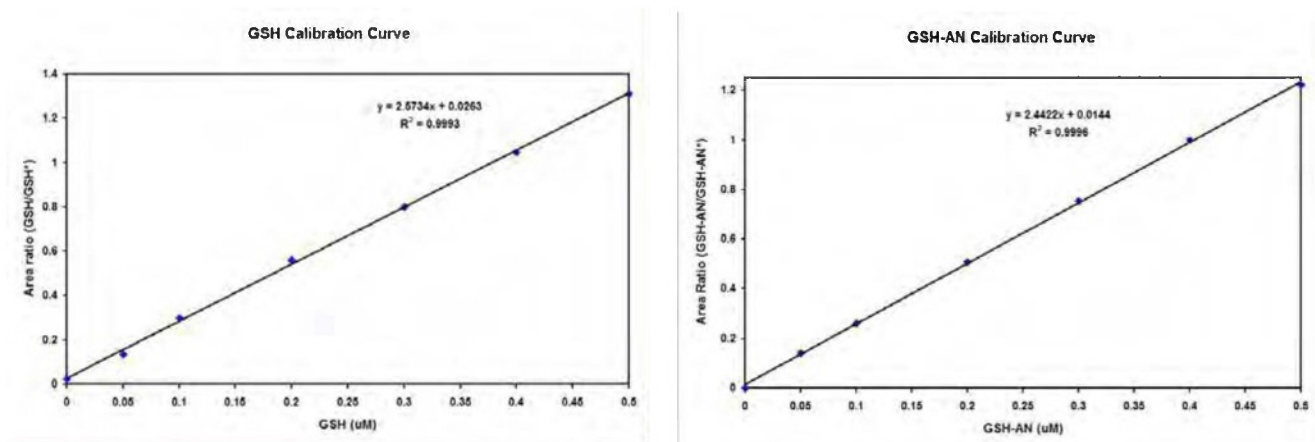 GSH Calibration Curve
1.4
1.2
1
0.8
0.6
0.4
0.2
0
Area ratio (GSH/GSH*)
y = 2.5734x + 0.0263
R² = 0.9993
0 0.05 0.1 0.15 0.2 0.25 0.3 0.35 0.4 0.45 0.5
GSH (uM)
GSH-AN Calibration Curve
1.2
1
0.8
0.6
0.4
0.2
0
Area Ratio (GSH-AN/GSH-AN*)
y = 2.4422x + 0.0144
R² = 0.9996
0 0.05 0.1 0.15 0.2 0.25 0.3 0.35 0.4 0.45 0.5
GSH-AN (uM)